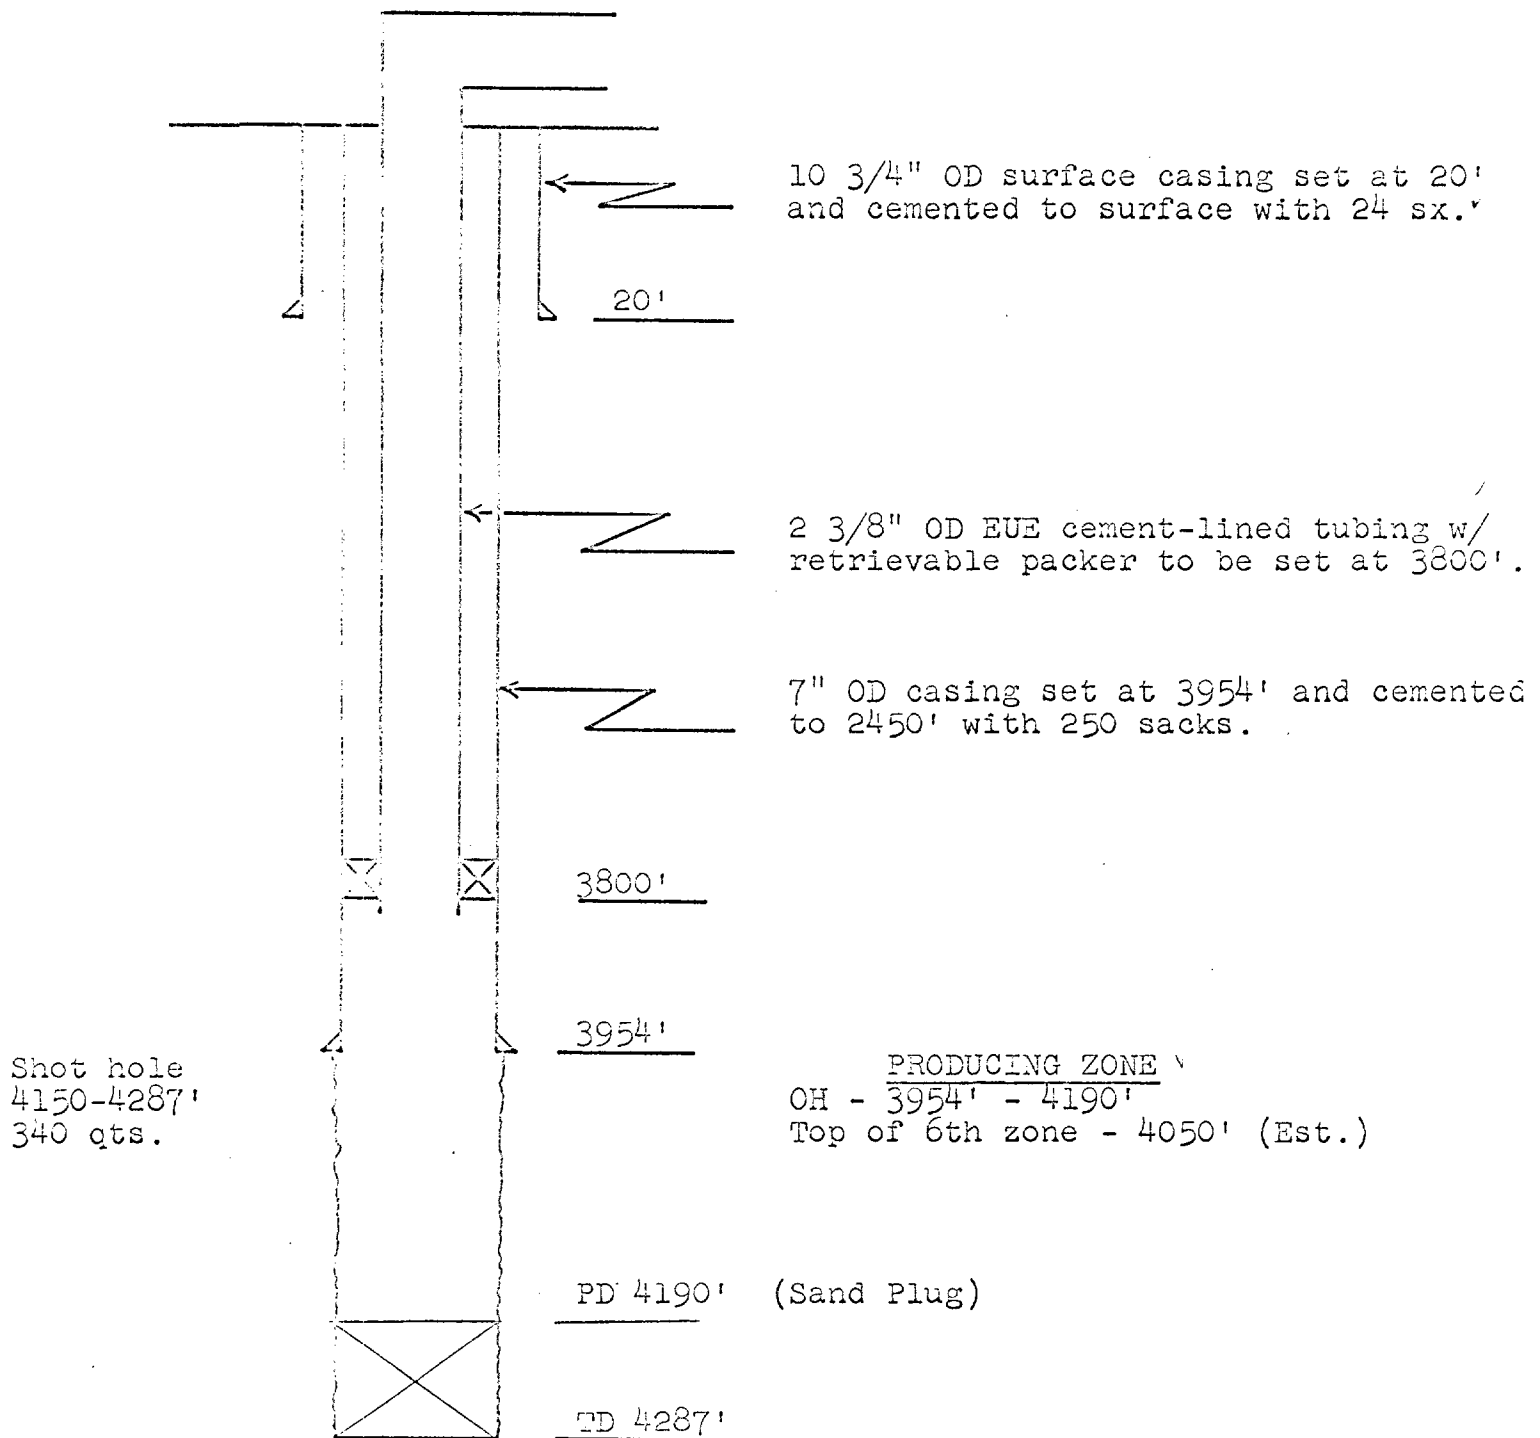 10 3/4" OD surface casing set at 20'
and cemented to surface with 24 sx.
20'
2 3/8" OD EUE cement-lined tubing w/
retrievable packer to be set at 3800'.
7" OD casing set at 3954' and cemented
to 2450' with 250 sacks.
3800'
3954'
Shot hole
4150-4287'
340 qts.
PRODUCING ZONE
OH - 3954' - 4190'
Top of 6th zone - 4050' (Est.)
PD 4190' (Sand Plug)
TD 4287'